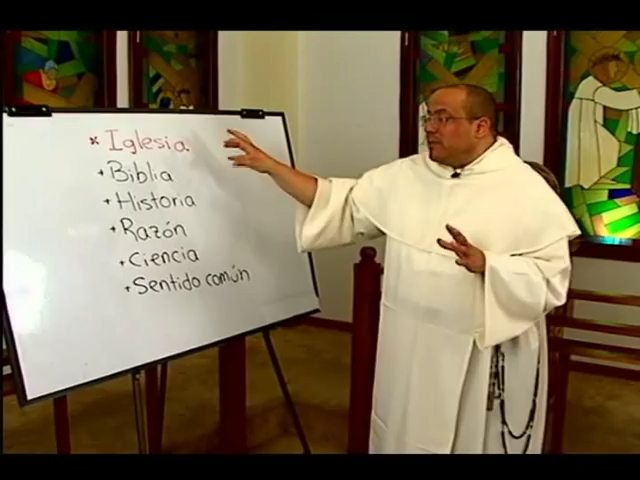 * Iglesia
+ Biblia
+ Historia
+ Razón
+ Ciencia
+ Sentido común